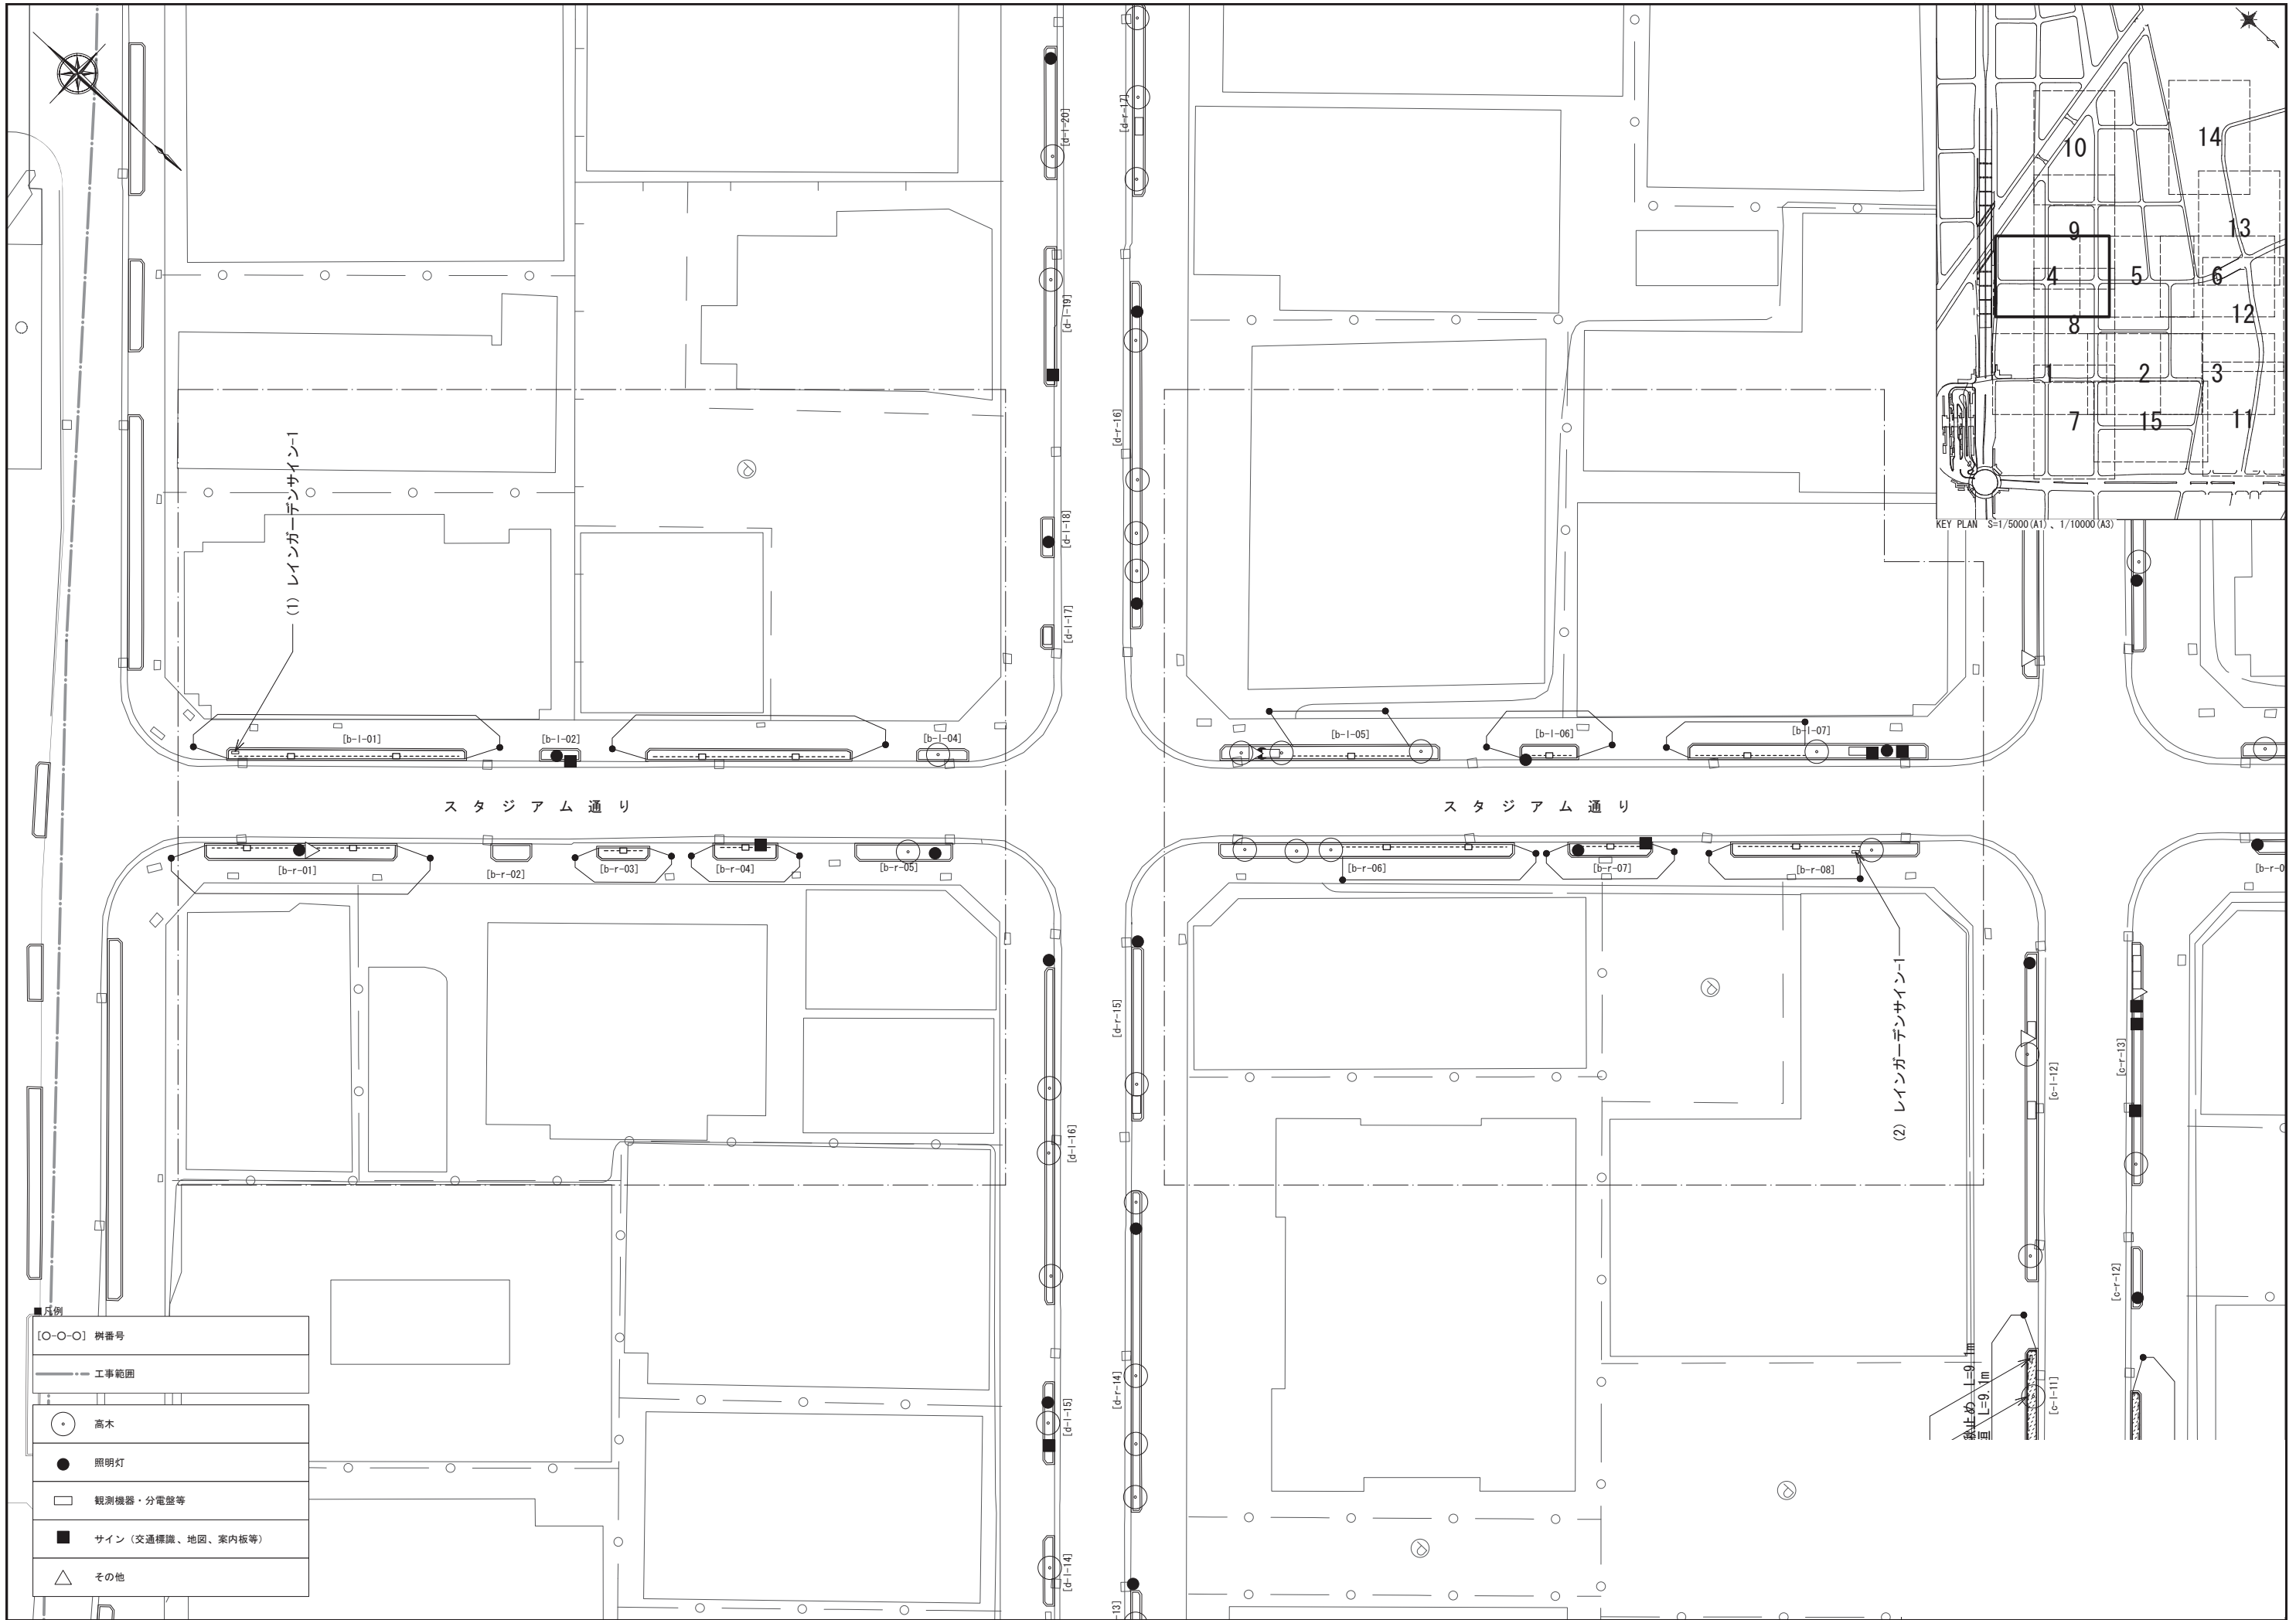 [d-l-20]
[d-r-17]
[d-l-19]
[d-r-16]
[d-l-18]
[d-l-17]
10
14
9
13
4
5
6
12
8
1
2
3
7
15
11
KEY PLAN S=1/5000(A1)、1/10000(A3)
(1) レインガーデンサイン-1
[b-l-01]
[b-l-02]
[b-l-04]
[b-l-05]
[b-l-06]
[b-l-07]
スタジアム通り
スタジアム通り
[b-r-01]
[b-r-02]
[b-r-03]
[b-r-04]
[b-r-05]
[b-r-06]
[b-r-07]
[b-r-08]
[b-r-0
P
P
P
P
(2) レインガーデンサイン-1
[d-r-15]
[d-l-16]
[c-l-12]
[c-r-13]
[c-r-12]
[c-l-11]
[d-r-14]
[d-l-15]
[d-l-14]
-13]
L=9.1m
L=9.1m
■凡例
[○-○-○] 桝番号
工事範囲
高木
照明灯
観測機器・分電盤等
サイン（交通標識、地図、案内板等）
その他